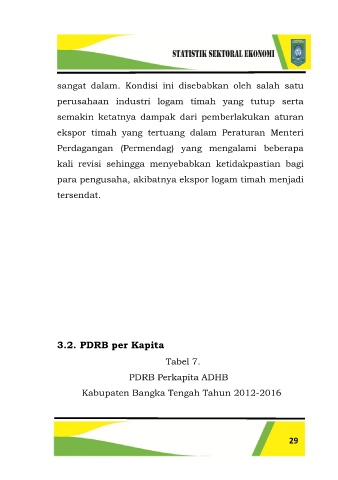 STATISTIK SEKTORAL EKONOMI
sangat dalam. Kondisi ini disebabkan oleh salah satu
perusahaan industri logam timah yang tutup serta
semakin ketatnya dampak dari pemberlakukan aturan
ekspor timah yang tertuang dalam Peraturan Menteri
Perdagangan (Permendag) yang mengalami beberapa
kali revisi sehingga menyebabkan ketidakpastian bagi
para pengusaha, akibatnya ekspor logam timah menjadi
tersendat.
3.2. PDRB per Kapita
Tabel 7.
PDRB Perkapita ADHB
Kabupaten Bangka Tengah Tahun 2012-2016
29